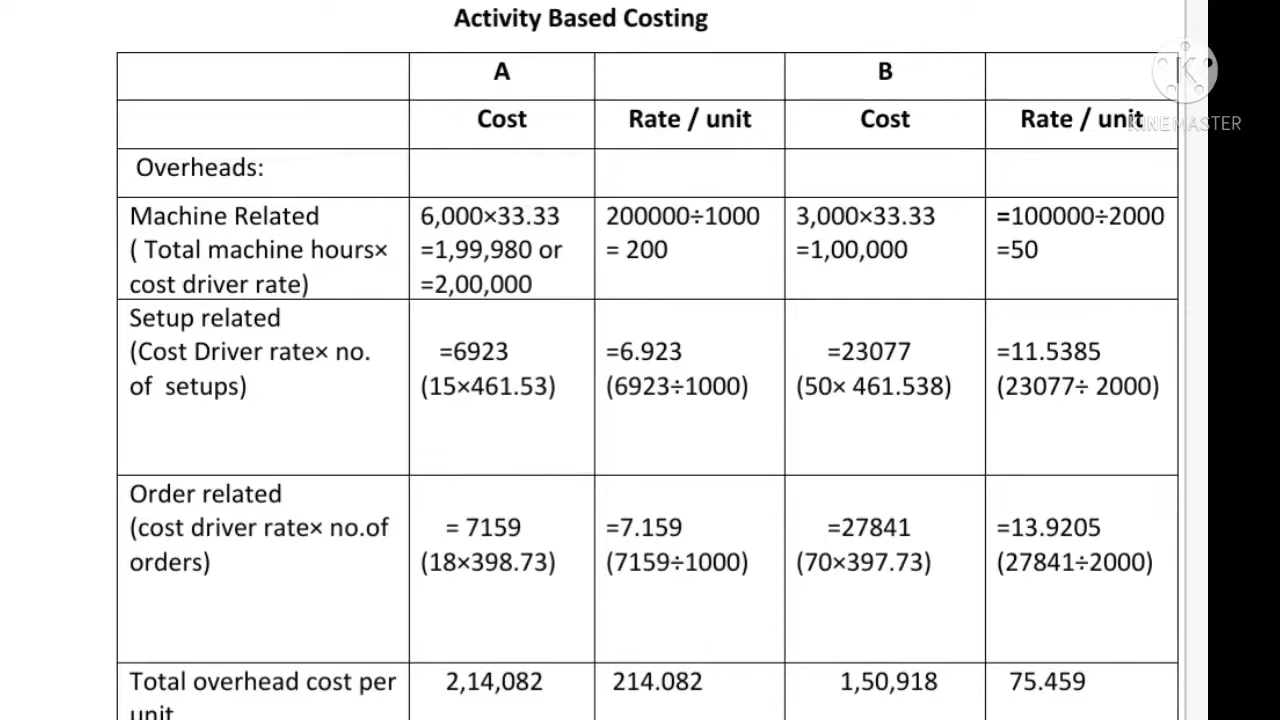 Activity Based Costing
A B
Cost Rate / unit Cost Rate / unit
Overheads:
Machine Related 6,000×33.33 200000÷1000 3,000×33.33 =100000÷2000
( Total machine hours× =1,99,980 or = 200 =1,00,000 =50
cost driver rate) =2,00,000
Setup related
(Cost Driver rate× no. =6923 =6.923 =23077 =11.5385
of setups) (15×461.53) (6923÷1000) (50× 461.538) (23077÷ 2000)
Order related
(cost driver rate× no.of = 7159 =7.159 =27841 =13.9205
orders) (18×398.73) (7159÷1000) (70×397.73) (27841÷2000)
Total overhead cost per 2,14,082 214.082 1,50,918 75.459
unit
K
KINEMASTER